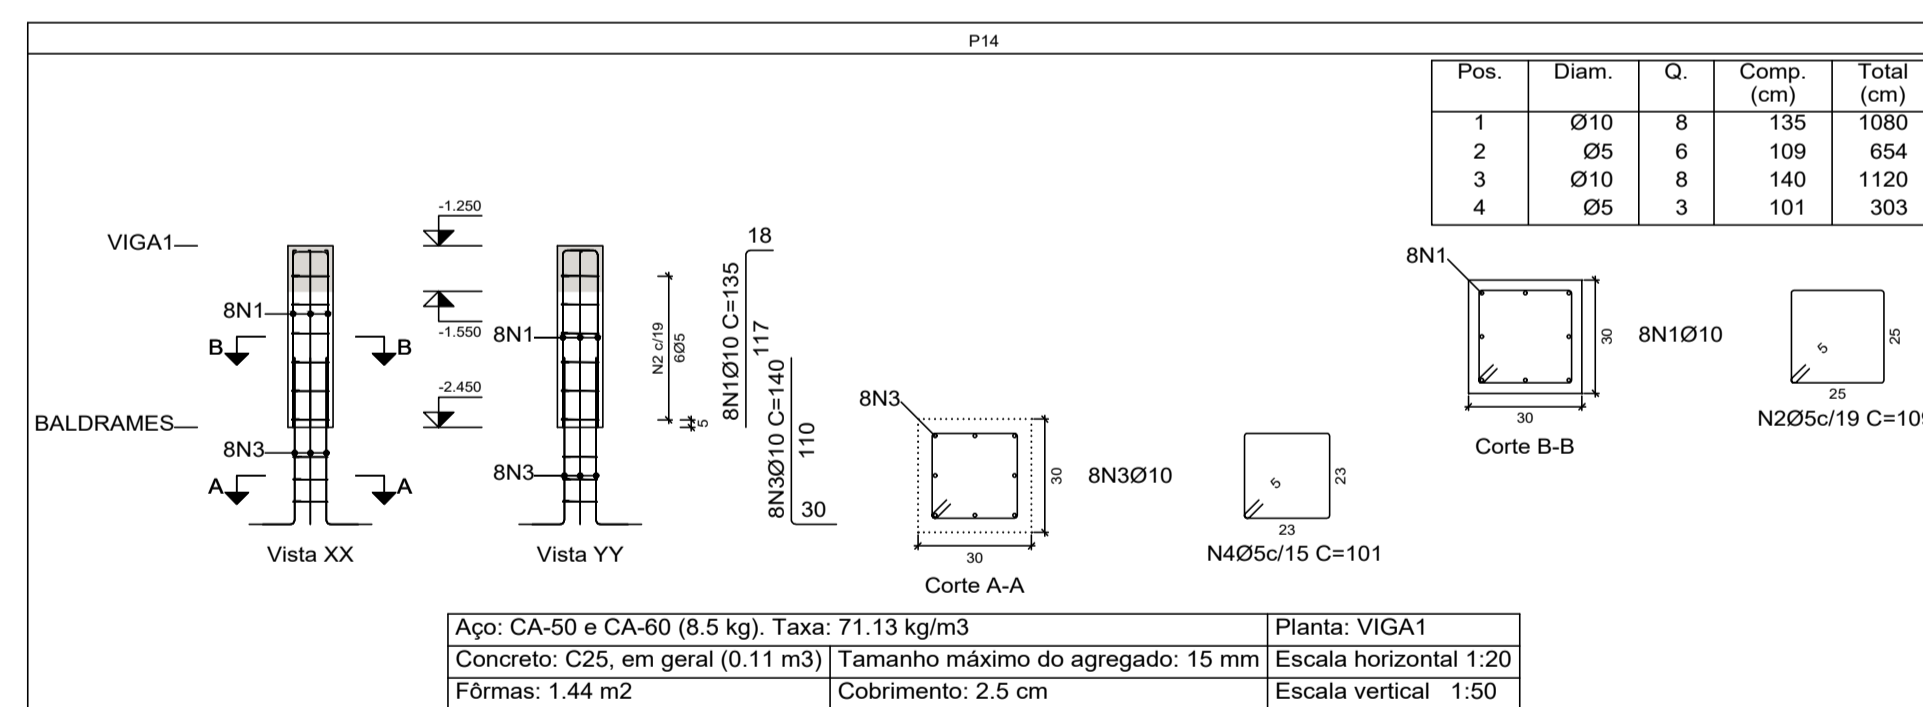 P14
Pos. Diam. Q. Comp. (cm) Total (cm)
1 Ø10 8 135 1080
2 Ø5 6 109 654
3 Ø10 8 140 1120
4 Ø5 3 101 303
VIGA1
BALDRAMES
8N1
B B
8N3
A A
Vista XX
-1.250
-1.550
-2.450
8N1
8N3
Vista YY
N2 c/19
6Ø5
5
18
8N1Ø10 C=135
117
8N3Ø10 C=140
110
30
8N3
30
30
Corte A-A
8N3Ø10
5
23
23
N4Ø5c/15 C=101
8N1
30
30
Corte B-B
8N1Ø10
5
25
25
N2Ø5c/19 C=109
Aço: CA-50 e CA-60 (8.5 kg). Taxa: 71.13 kg/m3 Planta: VIGA1
Concreto: C25, em geral (0.11 m3) Tamanho máximo do agregado: 15 mm Escala horizontal 1:20
Fôrmas: 1.44 m2 Cobrimento: 2.5 cm Escala vertical 1:50